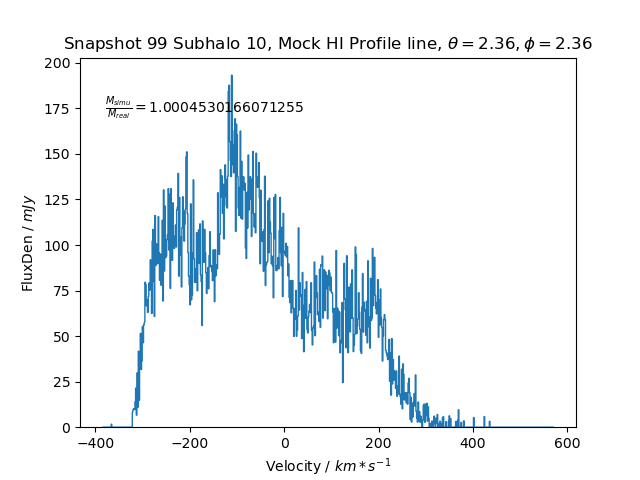 Snapshot 99 Subhalo 10, Mock HI Profile line, θ = 2.36, ϕ = 2.36
M_simu/M_real = 1.0004530166071255
FluxDen / mJy
200
175
150
125
100
75
50
25
0
−400 −200 0 200 400 600
Velocity / km * s⁻¹